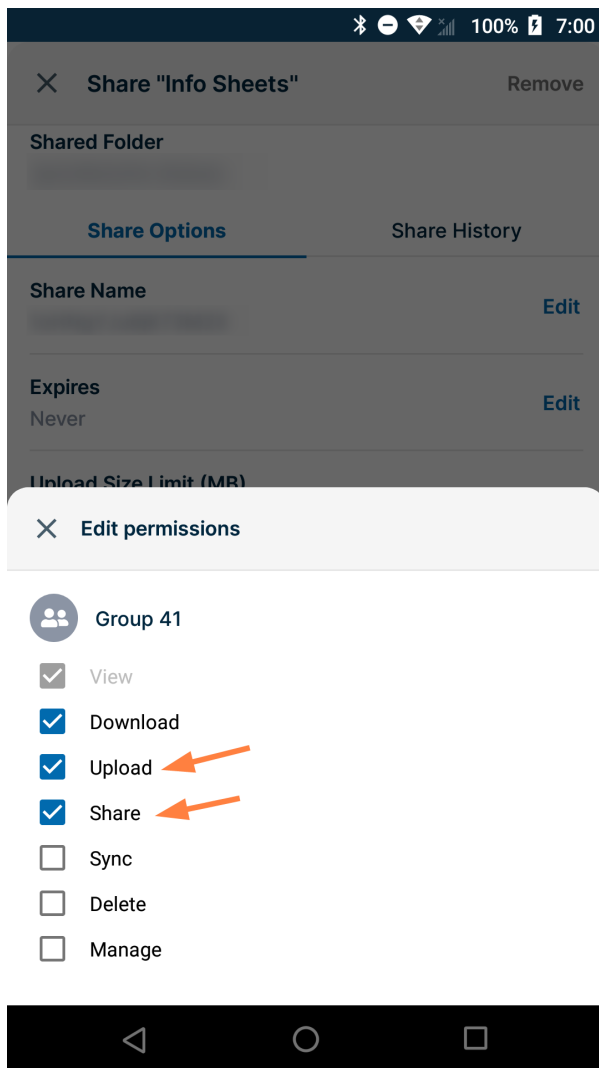 100% 7:00
Share "Info Sheets" Remove
Shared Folder
Share Options Share History
Share Name
Edit
Expires
Never
Edit
Upload Size Limit (MB)
Edit permissions
Group 41
View
Download
Upload
Share
Sync
Delete
Manage